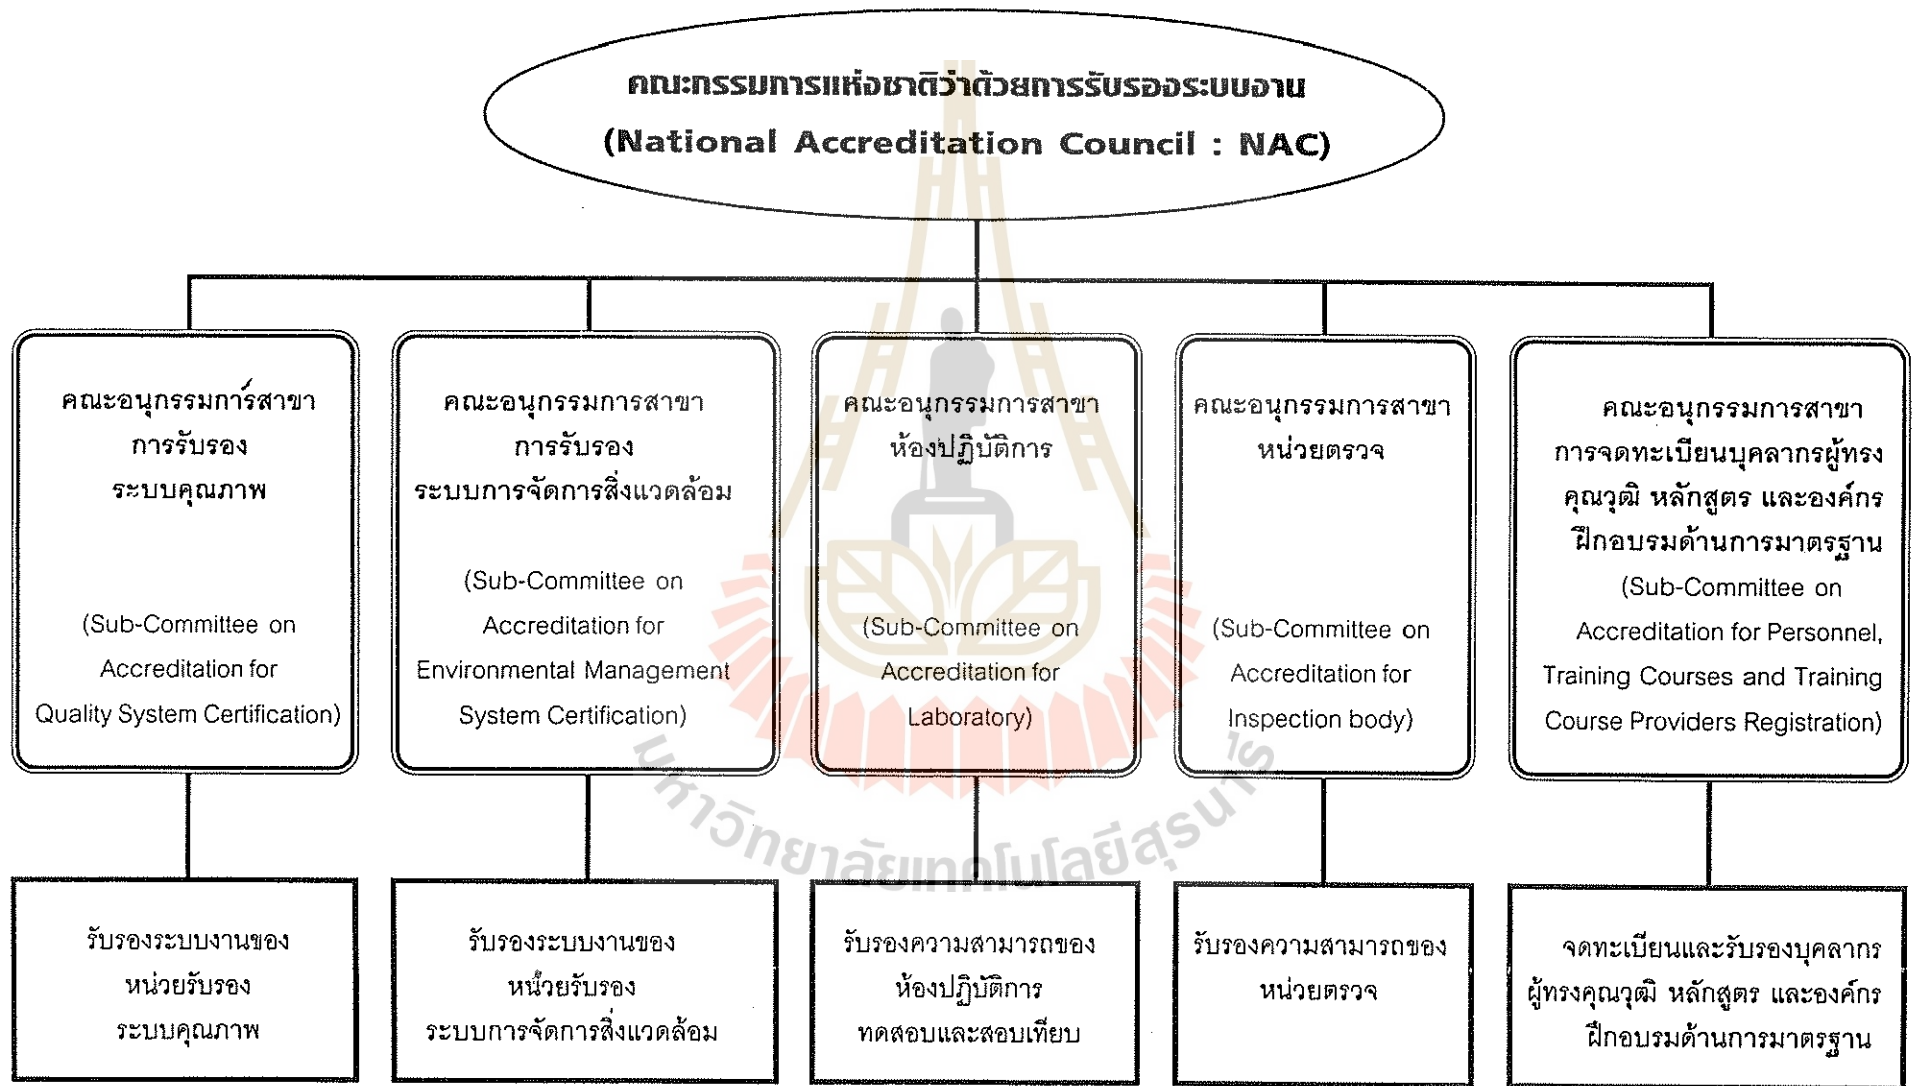 คณะกรรมการแห่งชาติว่าด้วยการรับรองระบบงาน
(National Accreditation Council : NAC)
คณะอนุกรรมการสาขา
การรับรอง
ระบบคุณภาพ
(Sub-Committee on
Accreditation for
Quality System Certification)
คณะอนุกรรมการสาขา
การรับรอง
ระบบการจัดการสิ่งแวดล้อม
(Sub-Committee on
Accreditation for
Environmental Management
System Certification)
คณะอนุกรรมการสาขา
ห้องปฏิบัติการ
(Sub-Committee on
Accreditation for
Laboratory)
คณะอนุกรรมการสาขา
หน่วยตรวจ
(Sub-Committee on
Accreditation for
Inspection body)
คณะอนุกรรมการสาขา
การจดทะเบียนบุคลากรผู้ทรง
คุณวุฒิ หลักสูตร และองค์กร
ฝึกอบรมด้านการมาตรฐาน
(Sub-Committee on
Accreditation for Personnel,
Training Courses and Training
Course Providers Registration)
มหาวิทยาลัยเทคโนโลยีสุรนารี
รับรองระบบงานของ
หน่วยรับรอง
ระบบคุณภาพ
รับรองระบบงานของ
หน่วยรับรอง
ระบบการจัดการสิ่งแวดล้อม
รับรองความสามารถของ
ห้องปฏิบัติการ
ทดสอบและสอบเทียบ
รับรองความสามารถของ
หน่วยตรวจ
จดทะเบียนและรับรองบุคลากร
ผู้ทรงคุณวุฒิ หลักสูตร และองค์กร
ฝึกอบรมด้านการมาตรฐาน